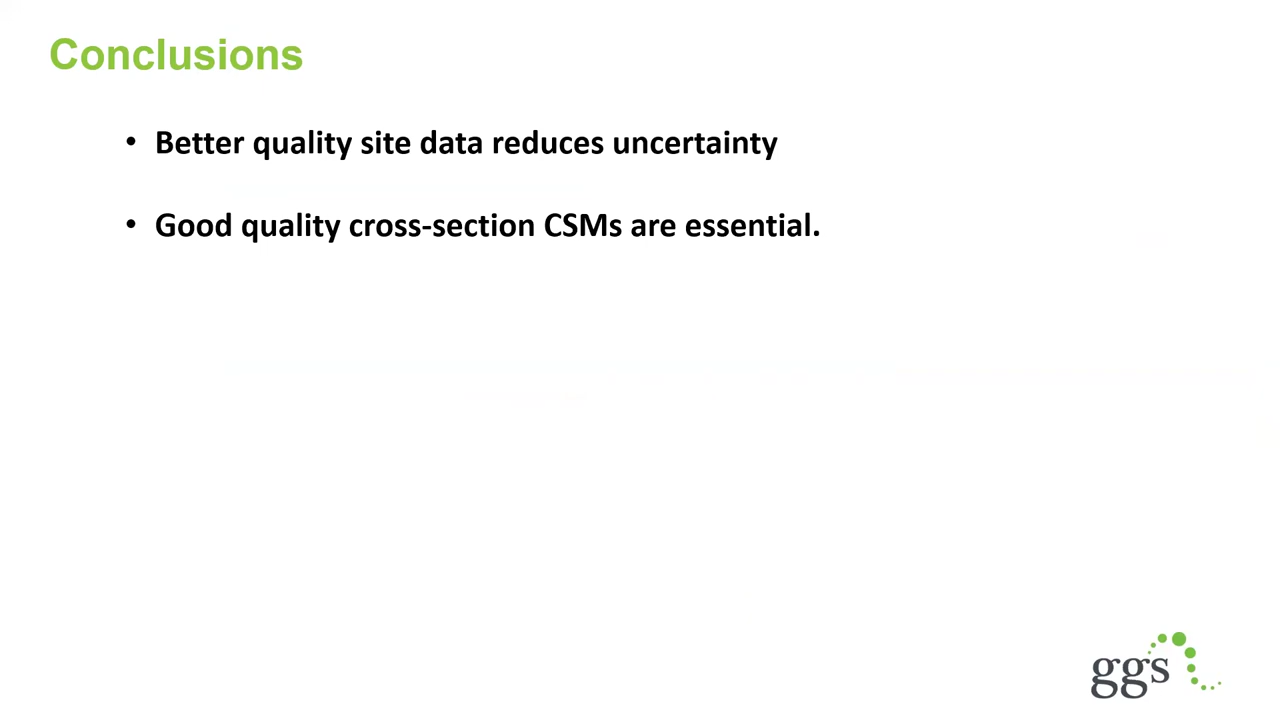 Conclusions
• Better quality site data reduces uncertainty
• Good quality cross-section CSMs are essential.
ggs